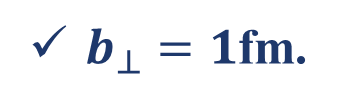 ✓ b⊥ = 1fm.